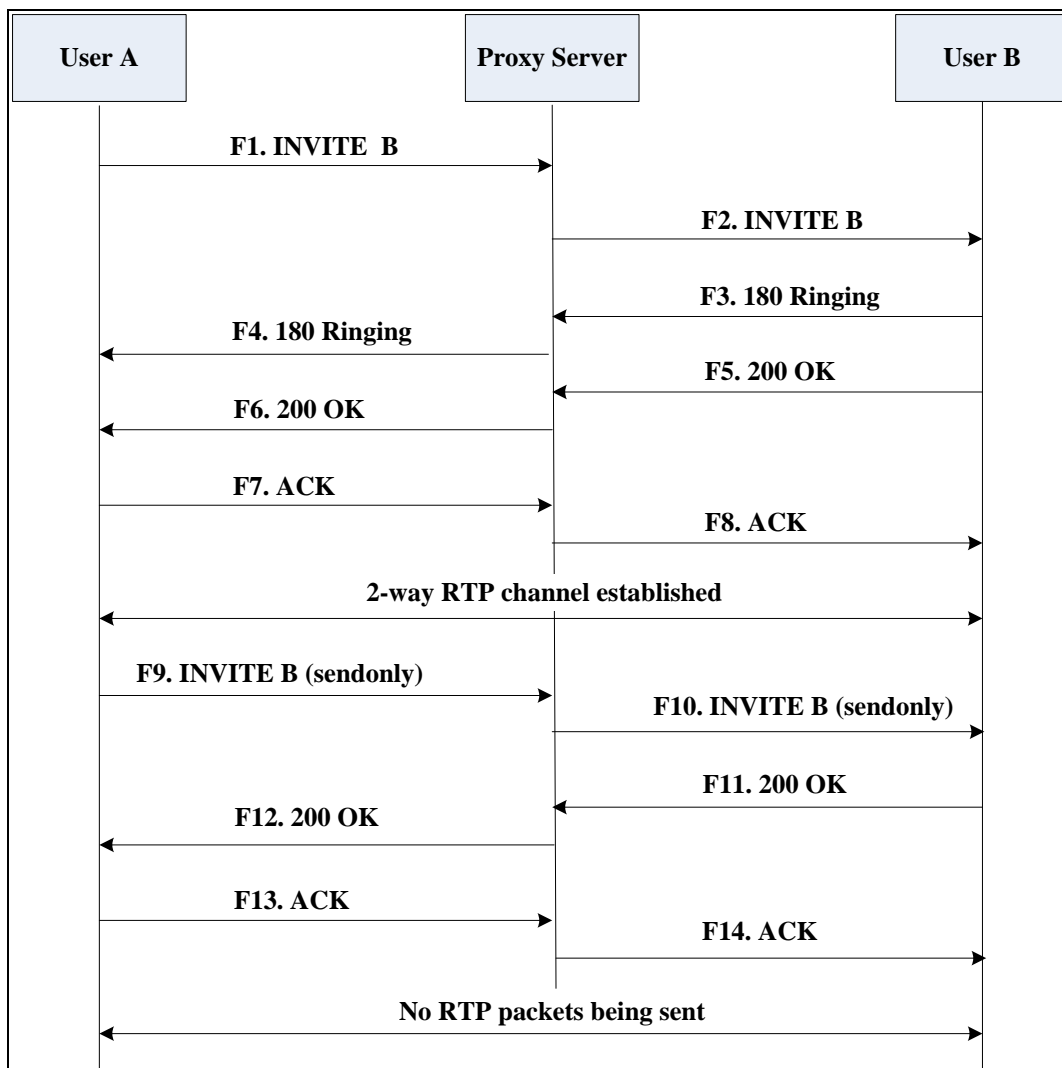 User A
Proxy Server
User B
F1. INVITE B
F2. INVITE B
F3. 180 Ringing
F4. 180 Ringing
F5. 200 OK
F6. 200 OK
F7. ACK
F8. ACK
2-way RTP channel established
F9. INVITE B (sendonly)
F10. INVITE B (sendonly)
F11. 200 OK
F12. 200 OK
F13. ACK
F14. ACK
No RTP packets being sent